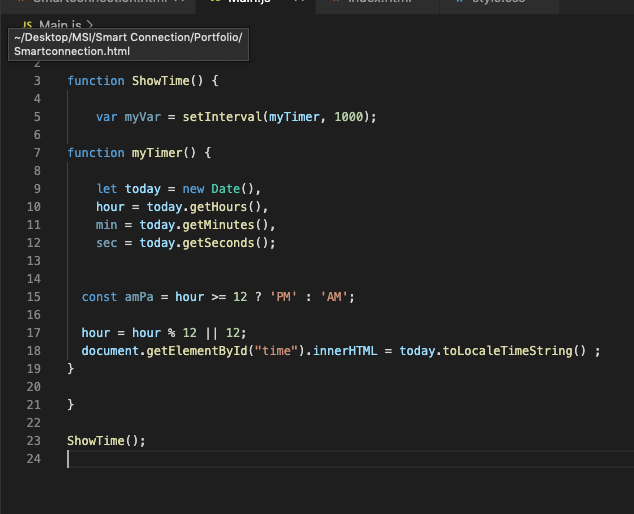 Smartconnection.html Main.js index.html style.css
JS Main.js >
~/Desktop/MSI/Smart Connection/Portfolio/
Smartconnection.html
2
3 function ShowTime() {
4
5 var myVar = setInterval(myTimer, 1000);
6
7 function myTimer() {
8
9 let today = new Date(),
10 hour = today.getHours(),
11 min = today.getMinutes(),
12 sec = today.getSeconds();
13
14
15 const amPa = hour >= 12 ? 'PM' : 'AM';
16
17 hour = hour % 12 || 12;
18 document.getElementById("time").innerHTML = today.toLocaleTimeString() ;
19 }
20
21 }
22
23 ShowTime();
24